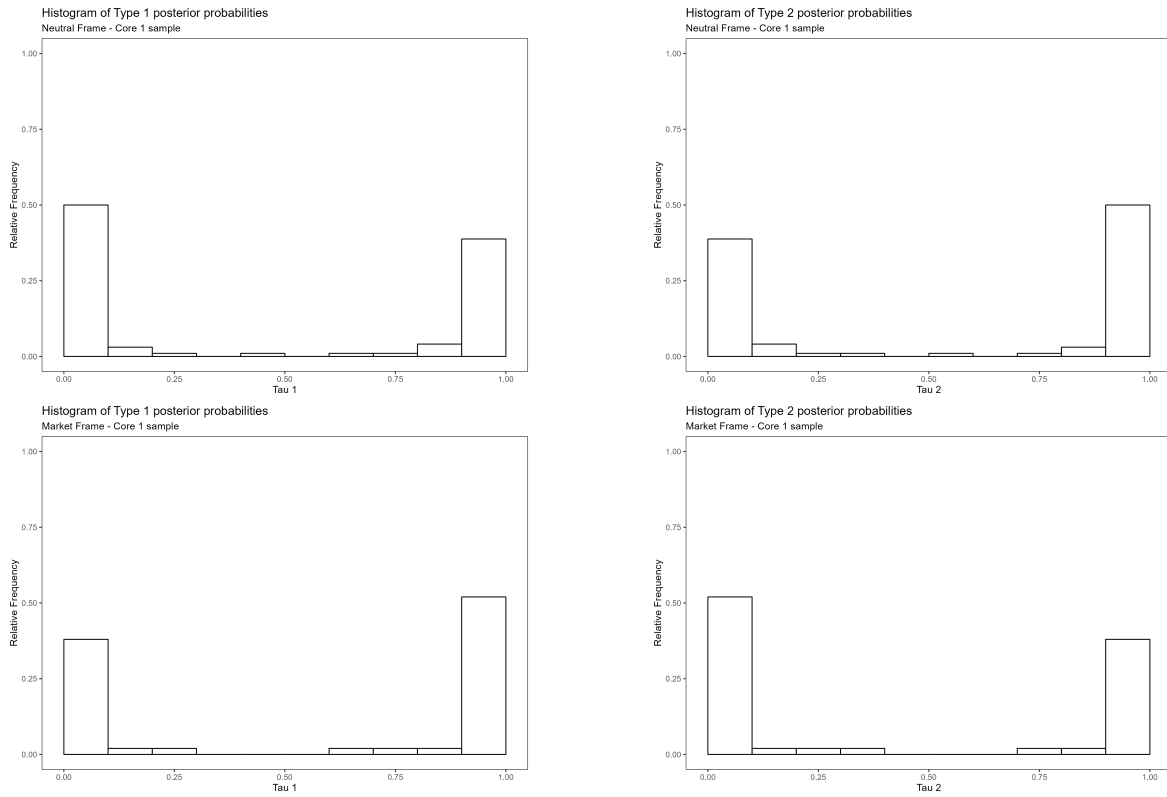 Histogram of Type 1 posterior probabilities
Neutral Frame - Core 1 sample
1.00
0.75
0.50
0.25
0.00
Relative Frequency
0.00 0.25 0.50 0.75 1.00
Tau 1
Histogram of Type 2 posterior probabilities
Neutral Frame - Core 1 sample
1.00
0.75
0.50
0.25
0.00
Relative Frequency
0.00 0.25 0.50 0.75 1.00
Tau 2
Histogram of Type 1 posterior probabilities
Market Frame - Core 1 sample
1.00
0.75
0.50
0.25
0.00
Relative Frequency
0.00 0.25 0.50 0.75 1.00
Tau 1
Histogram of Type 2 posterior probabilities
Market Frame - Core 1 sample
1.00
0.75
0.50
0.25
0.00
Relative Frequency
0.00 0.25 0.50 0.75 1.00
Tau 2